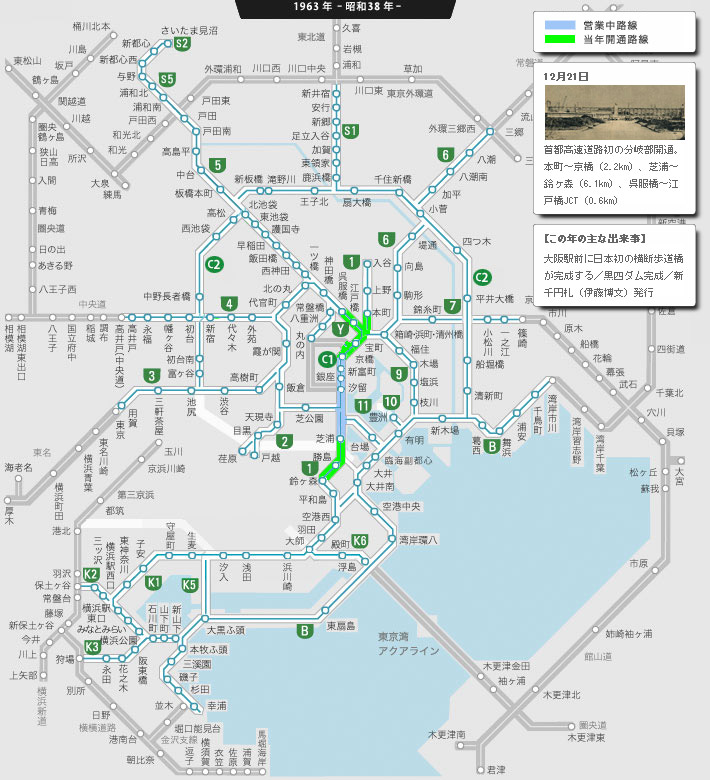 1963年 -昭和38年-
営業中路線
当年開通路線
12月21日
首都高速道路初の分岐部開通。
本町〜京橋（2.2km）、芝浦〜
鈴ヶ森（6.1km）、呉服橋〜江
戸橋JCT（0.6km）
【この年の主な出来事】
大阪駅前に日本初の横断歩道橋
が完成する／黒四ダム完成／新
千円札（伊藤博文）発行
桶川北本
さいたま見沼
S2
新都心
新都心西
与野
S5
浦和北
浦和南
東松山
川島
坂戸
鶴ヶ島
関越道
川越
所沢
大泉
練馬
和光
和光北
戸田西
戸田東
戸田
戸田南
外環浦和
川口西
川口中央
東北道
久喜
岩槻
浦和
川口東
草加
東京外環道
外環三郷西
三郷
常磐道
流山
新井宿
安行
新郷
足立入谷
加賀
東領家
鹿浜橋
S1
6
八潮
八潮南
加平
小菅
圏央
鶴ヶ島
狭山
日高
入間
青梅
圏央道
日の出
あきる野
八王子西
中央道
高島平
5
中台
板橋本町
新板橋
滝野川
王子北
扇大橋
千住新橋
高松
西池袋
北池袋
東池袋
護国寺
早稲田
飯田橋
西神田
一ツ橋
神田橋
呉服橋
江戸橋
1
入谷
上野
本町
6
堤通
向島
駒形
四つ木
C2
平井大橋
7
錦糸町
C2
中野長者橋
北の丸
代官町
4
常盤橋
八重洲
丸の内
Y
宝町
京橋
C1
銀座
新富町
汐留
箱崎・浜町・清洲橋
福住
木場
塩浜
枝川
9
10
11
豊洲
相模湖
相模湖東出口
八王子
国立府中
稲城
調布
高井戸（中央道）
高井戸
永福
幡ヶ谷
初台
新宿
代々木
外苑
霞が関
初台南
富ヶ谷
高樹町
飯倉
芝公園
3
東京
用賀
三軒茶屋
池尻
渋谷
天現寺
目黒
荏原
戸越
2
芝浦
勝島
1
鈴ヶ森
平和島
空港西
羽田
大師
台場
臨海副都心
大井
大井南
空港中央
湾岸環八
有明
新木場
清新町
船堀橋
小松川
一之江
篠崎
京葉道
市川
原木
船橋
花輪
幕張
武石
穴川
四街道
千葉北
貝塚
大宮
松ヶ丘
蘇我
葛西
舞浜
浦安
千鳥町
湾岸市川
湾岸習志野
湾岸千葉
B
東名
東名川崎
横浜青葉
横浜町田
海老名
厚木
玉川
京浜川崎
第三京浜
都筑
港北
羽沢
保土ヶ谷
常盤台
三ツ沢
横浜駅西口
東神奈川
子安
守屋町
生麦
汐入
浅田
浜川崎
殿町
浮島
K6
K1
K5
K2
K3
横浜駅
東口
みなとみらい
横浜公園
石川町
山下町
新山下
大黒ふ頭
東扇島
B
本牧ふ頭
三溪園
磯子
杉田
幸浦
並木
堀口能見台
金沢支線
藤塚
新保土ヶ谷
今井
川上
上矢部
狩場
永田
花之木
阪東橋
別所
日野
横横道路
港南台
朝比奈
逗子
横須賀
衣笠
佐原
浦賀
馬堀海岸
横浜新道
東京湾
アクアライン
木更津金田
袖ヶ浦
木更津北
圏央道
木更津東
木更津南
君津
姉崎袖ヶ浦
館山道
市原